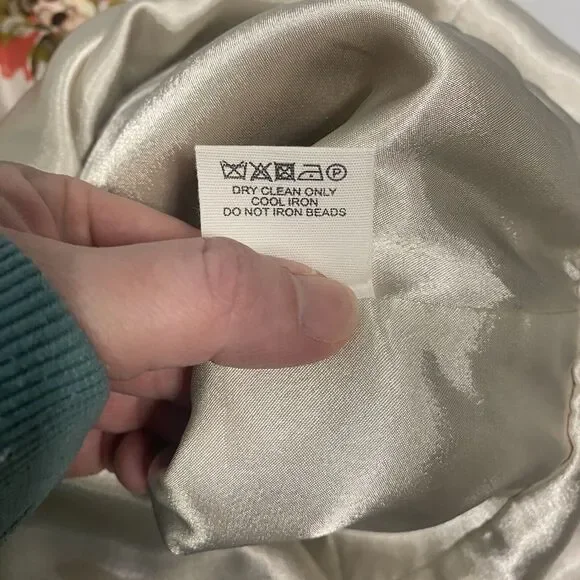 P
DRY CLEAN ONLY
COOL IRON
DO NOT IRON BEADS